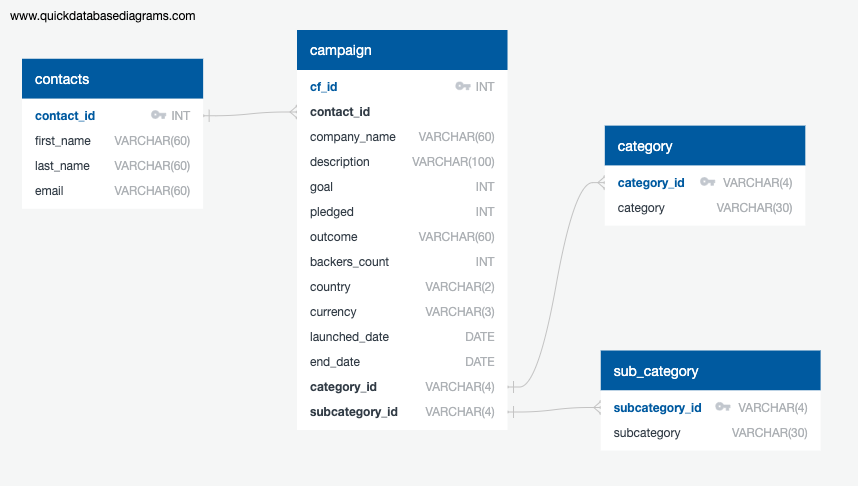 www.quickdatabasediagrams.com
contacts
contact_id INT
first_name VARCHAR(60)
last_name VARCHAR(60)
email VARCHAR(60)
campaign
cf_id INT
contact_id
company_name VARCHAR(60)
description VARCHAR(100)
goal INT
pledged INT
outcome VARCHAR(60)
backers_count INT
country VARCHAR(2)
currency VARCHAR(3)
launched_date DATE
end_date DATE
category_id VARCHAR(4)
subcategory_id VARCHAR(4)
category
category_id VARCHAR(4)
category VARCHAR(30)
sub_category
subcategory_id VARCHAR(4)
subcategory VARCHAR(30)